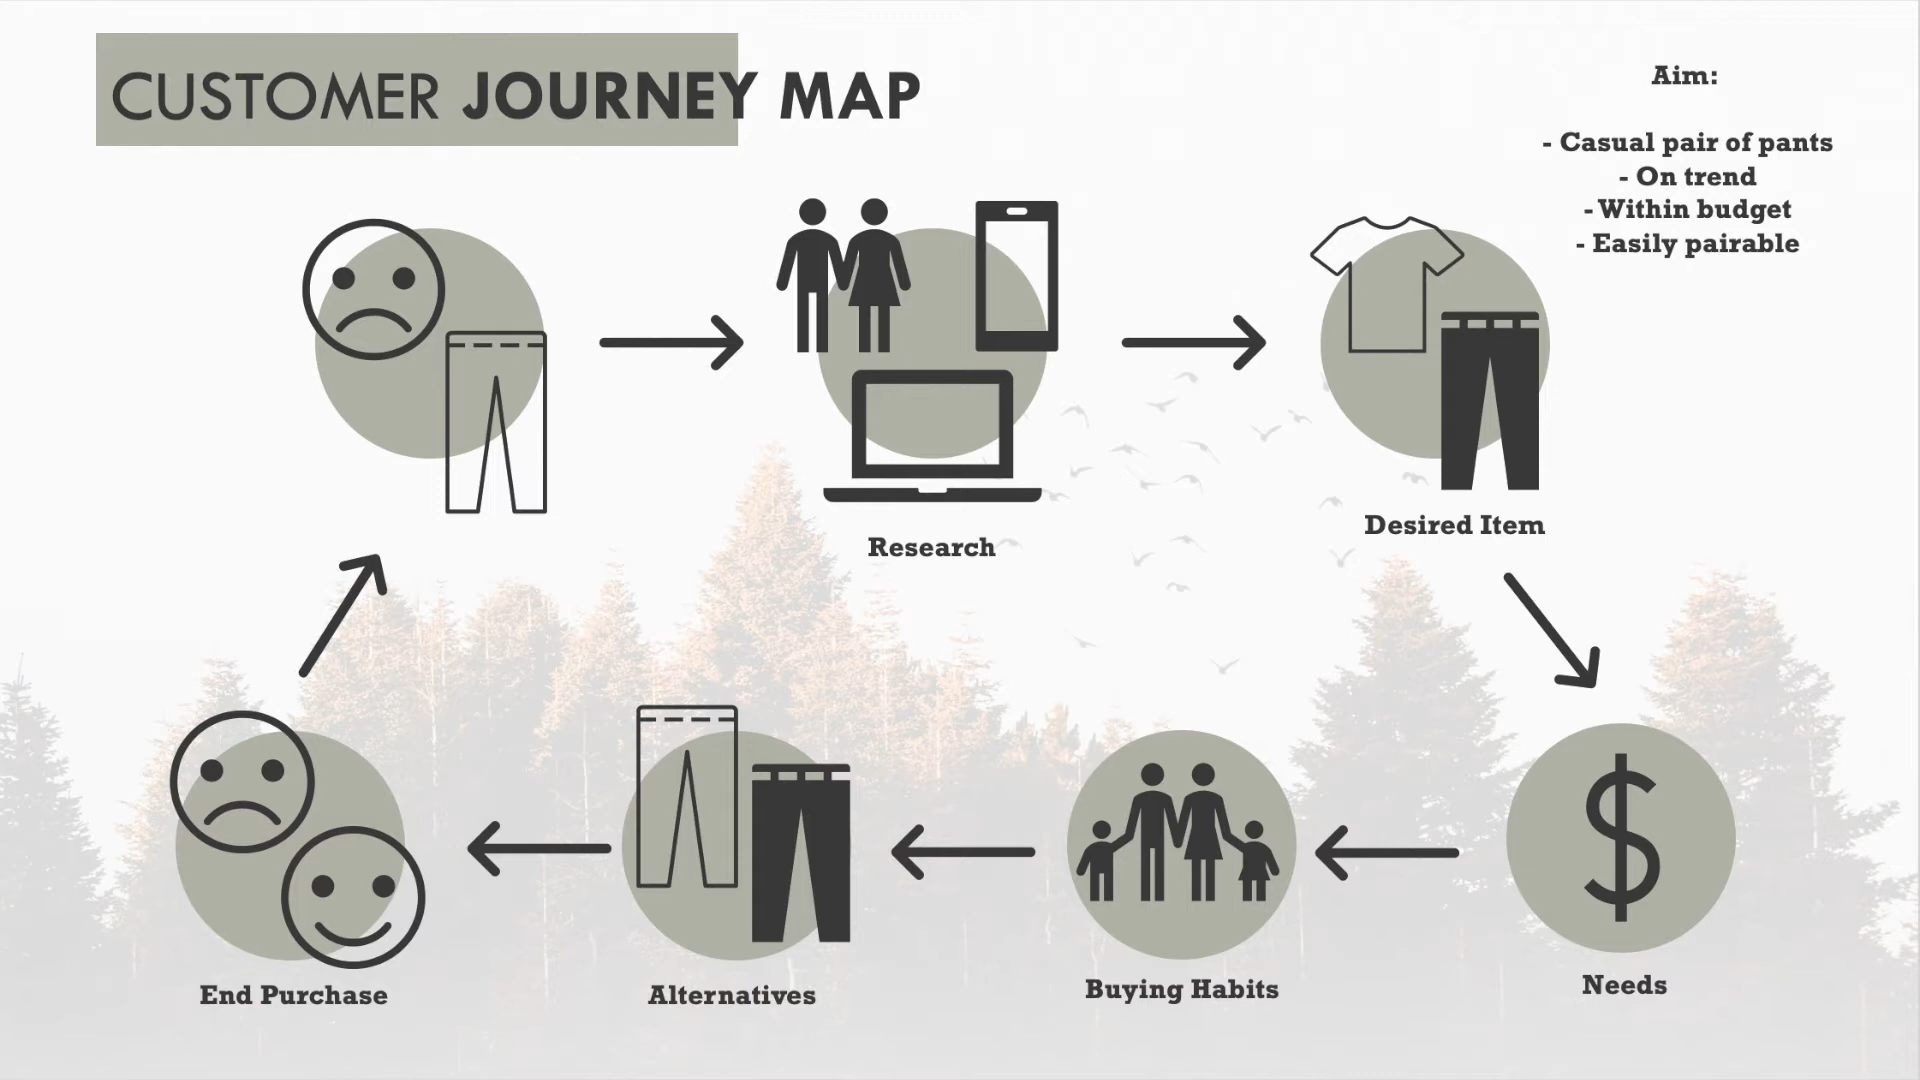 CUSTOMER JOURNEY MAP
Aim:
- Casual pair of pants
- On trend
- Within budget
- Easily pairable
Research
Desired Item
End Purchase
Alternatives
Buying Habits
Needs